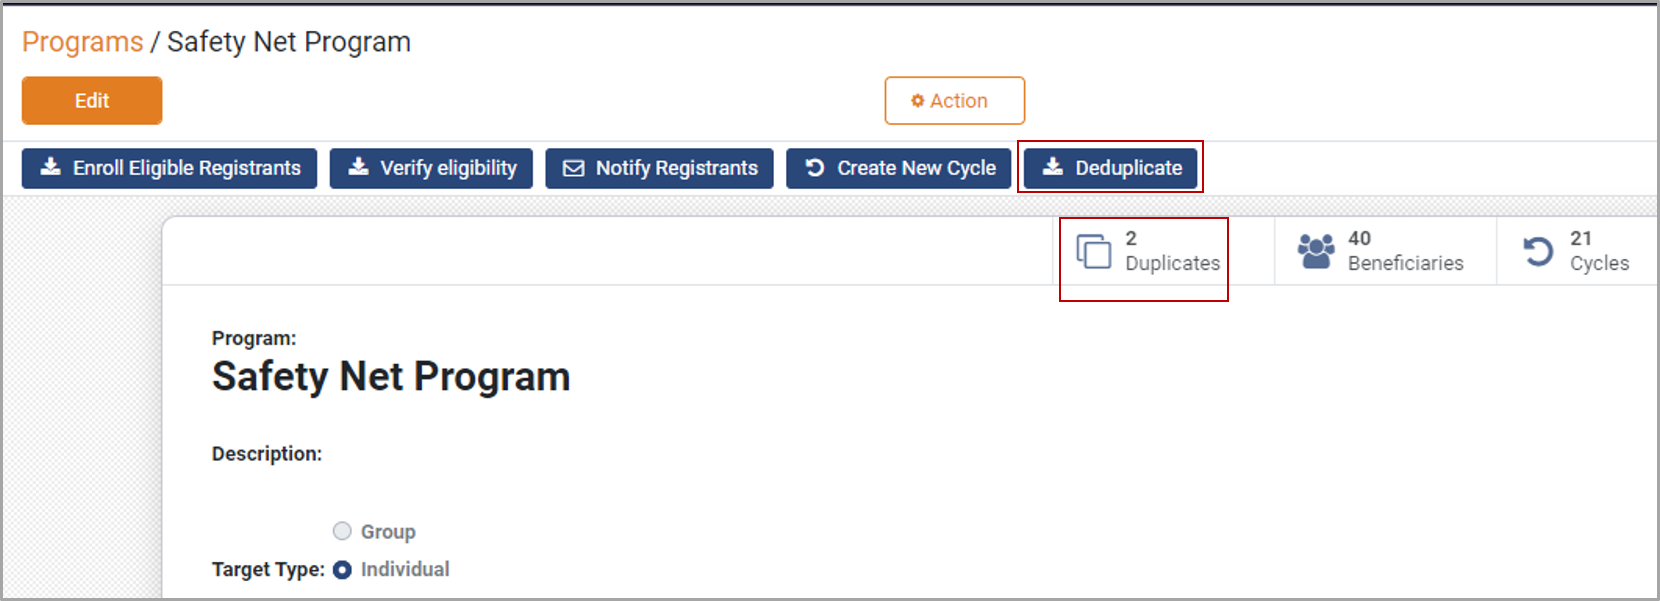 Programs / Safety Net Program
Edit
Action
Enroll Eligible Registrants
Verify eligibility
Notify Registrants
Create New Cycle
Deduplicate
2
Duplicates
40
Beneficiaries
21
Cycles
Program:
Safety Net Program
Description:
Group
Target Type:
Individual